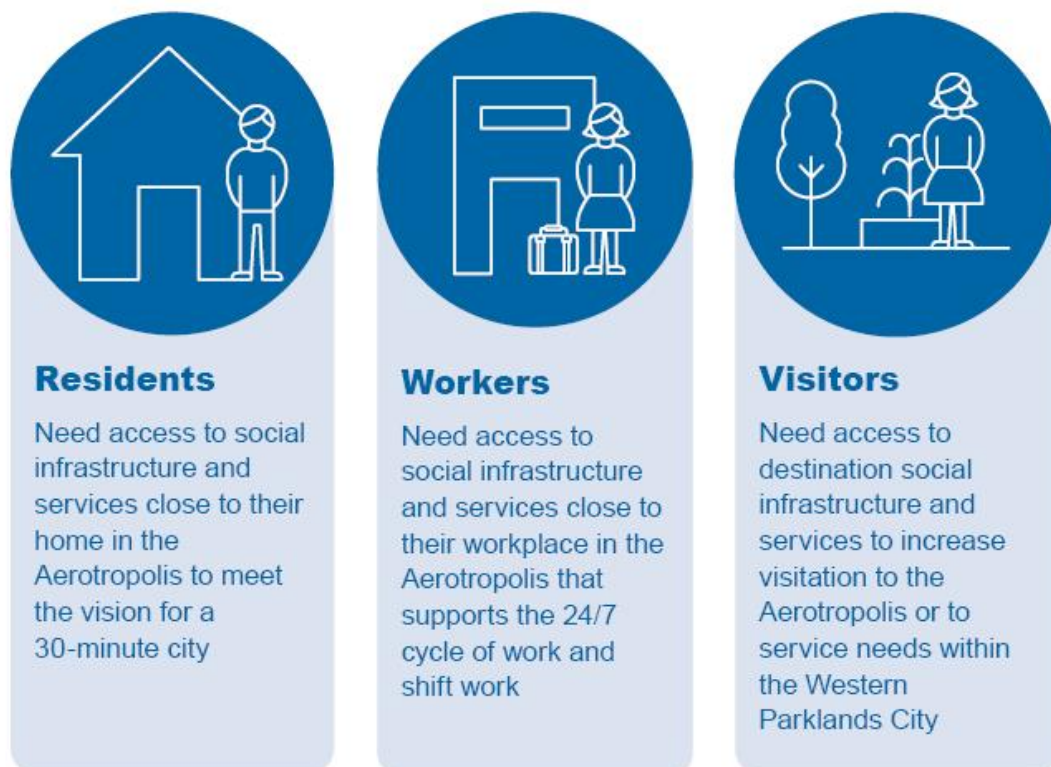 Residents
Need access to social
infrastructure and
services close to their
home in the
Aerotropolis to meet
the vision for a
30-minute city
Workers
Need access to
social infrastructure
and services close to
their workplace in the
Aerotropolis that
supports the 24/7
cycle of work and
shift work
Visitors
Need access to
destination social
infrastructure and
services to increase
visitation to the
Aerotropolis or to
service needs within
the Western
Parklands City